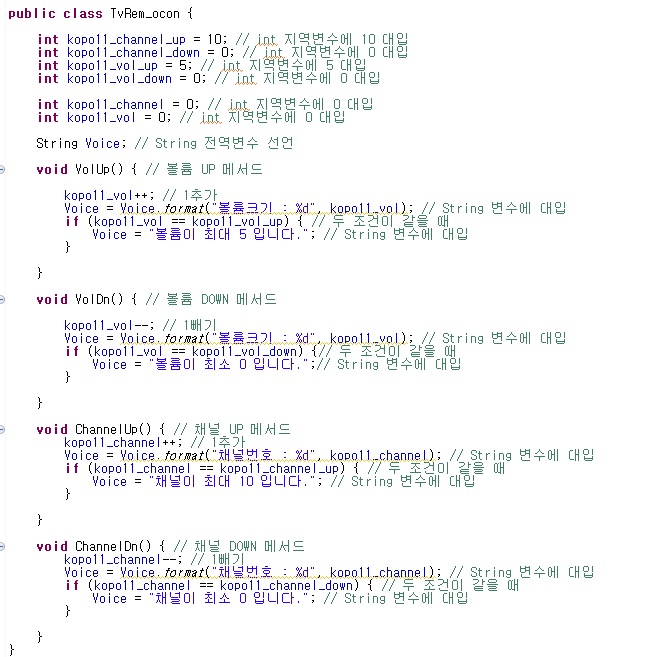 public class TvRem_ocon {
int kopo11_channel_up = 10; // int 지역변수에 10 대입
int kopo11_channel_down = 0; // int 지역변수에 0 대입
int kopo11_vol_up = 5; // int 지역변수에 5 대입
int kopo11_vol_down = 0; // int 지역변수에 0 대입
int kopo11_channel = 0; // int 지역변수에 0 대입
int kopo11_vol = 0; // int 지역변수에 0 대입
String Voice; // String 전역변수 선언
void VolUp() { // 볼륨 UP 메서드
kopo11_vol++; // 1추가
Voice = Voice.format("볼륨크기 : %d", kopo11_vol); // String 변수에 대입
if (kopo11_vol == kopo11_vol_up) { // 두 조건이 같을 때
Voice = "볼륨이 최대 5 입니다."; // String 변수에 대입
}
}
void VolDn() { // 볼륨 DOWN 메서드
kopo11_vol--; // 1빼기
Voice = Voice.format("볼륨크기 : %d", kopo11_vol); // String 변수에 대입
if (kopo11_vol == kopo11_vol_down) {// 두 조건이 같을 때
Voice = "볼륨이 최소 0 입니다.";// String 변수에 대입
}
}
void ChannelUp() { // 채널 UP 메서드
kopo11_channel++; // 1추가
Voice = Voice.format("채널번호 : %d", kopo11_channel); // String 변수에 대입
if (kopo11_channel == kopo11_channel_up) { // 두 조건이 같을 때
Voice = "채널이 최대 10 입니다."; // String 변수에 대입
}
}
void ChannelDn() { // 채널 DOWN 메서드
kopo11_channel--; // 1빼기
Voice = Voice.format("채널번호 : %d", kopo11_channel); // String 변수에 대입
if (kopo11_channel == kopo11_channel_down) { // 두 조건이 같을 때
Voice = "채널이 최소 0 입니다."; // String 변수에 대입
}
}
}